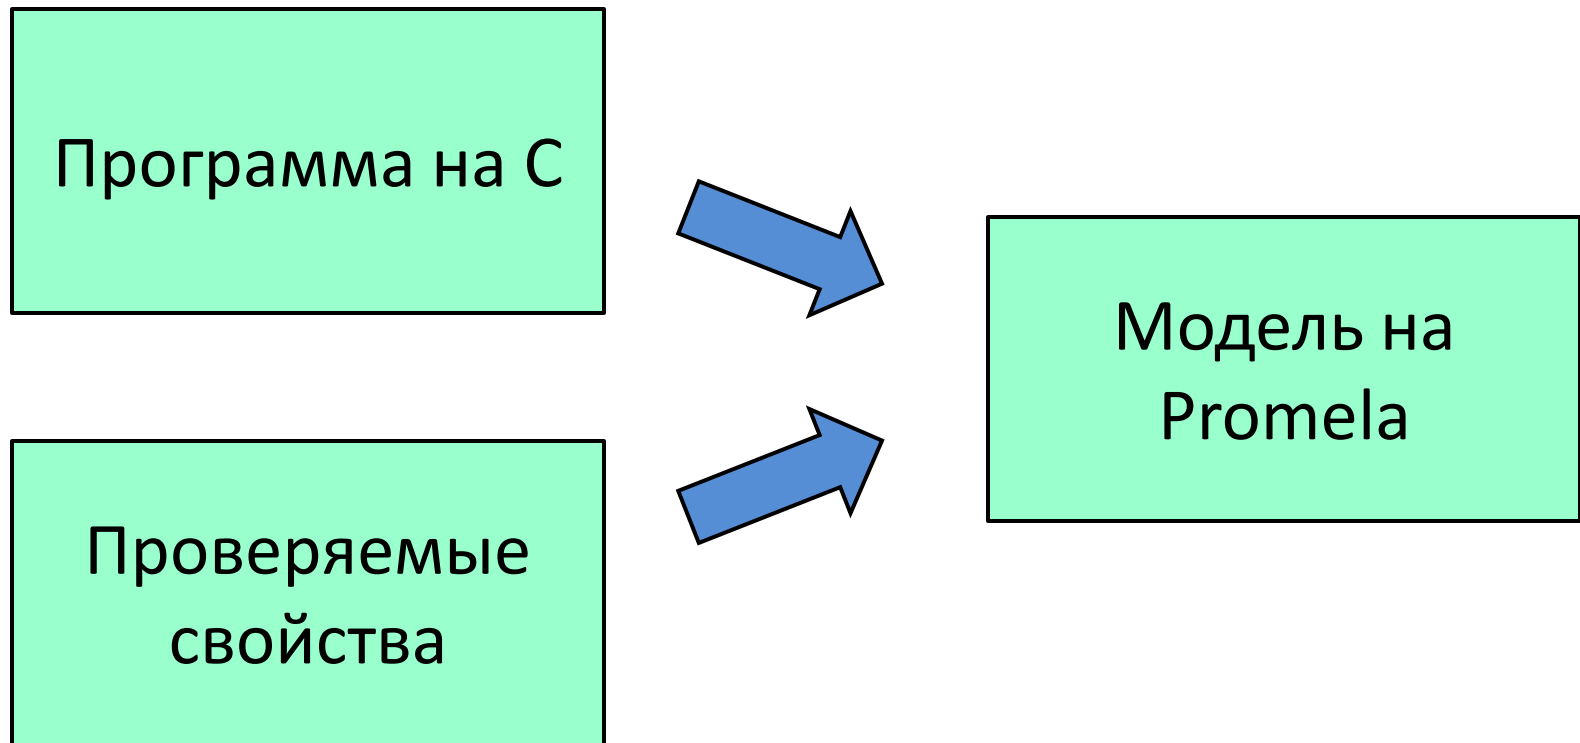 Программа на С
Проверяемые
свойства
Модель на
Promela